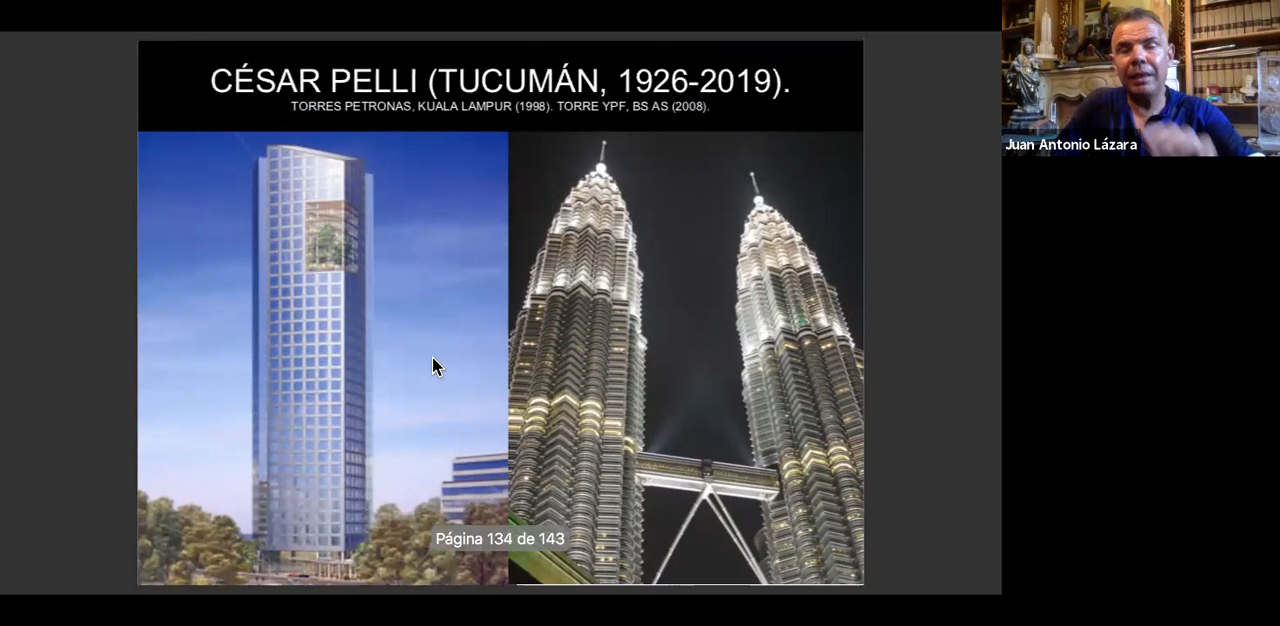 CÉSAR PELLI (TUCUMÁN, 1926-2019).
TORRES PETRONAS, KUALA LAMPUR (1998). TORRE YPF, BS AS (2008).
Juan Antonio Lázara
Página 134 de 143